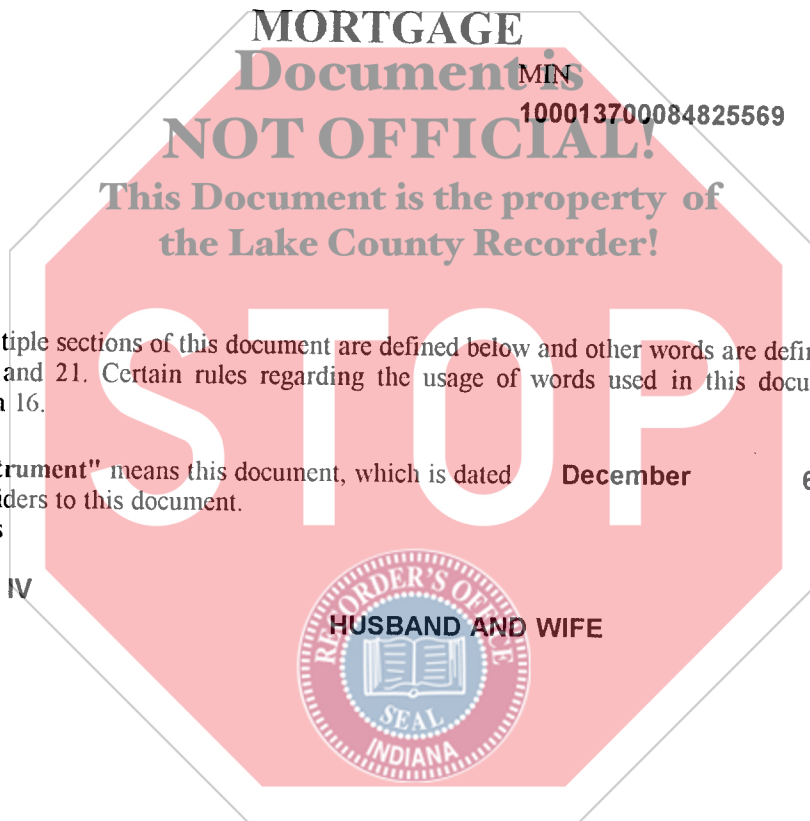 MORTGAGE
Document is
MIN
NOT OFFICIAL!
100013700084825569
This Document is the property of
the Lake County Recorder!
STOP
tiple sections of this document are defined below and other words are defin
and 21. Certain rules regarding the usage of words used in this docu
16.
trument" means this document, which is dated December 6
iders to this document.
s
IV
HUSBAND AND WIFE
RECORDER'S OFFICE
SEAL
INDIANA